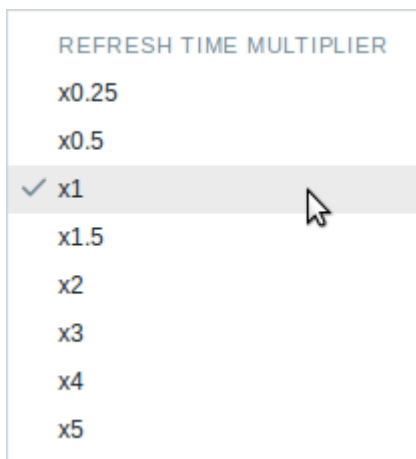 REFRESH TIME MULTIPLIER
x0.25
x0.5
x1
x1.5
x2
x3
x4
x5